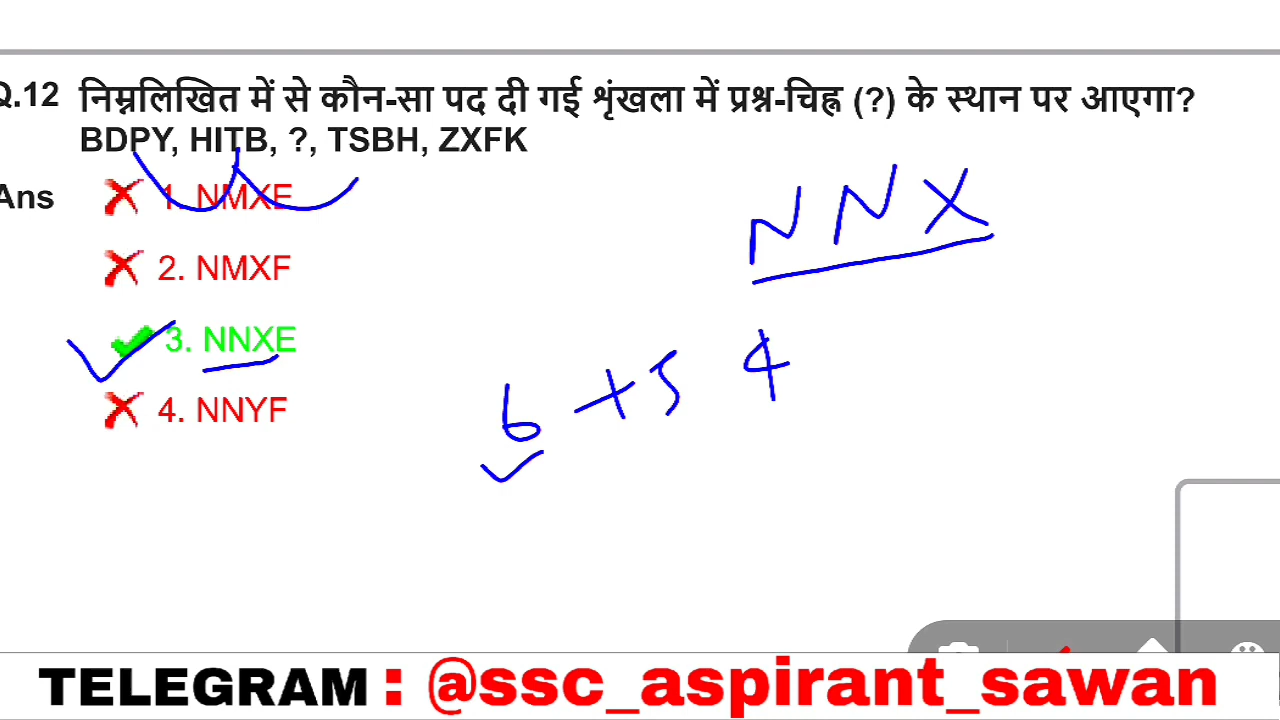 Q.12 निम्नलिखित में से कौन-सा पद दी गई शृंखला में प्रश्न-चिह्न (?) के स्थान पर आएगा?
BDPY, HITB, ?, TSBH, ZXFK
Ans 1. NMXE
2. NMXF
3. NNXE
4. NNYF
NNX
6 +5 4
TELEGRAM : @ssc_aspirant_sawan